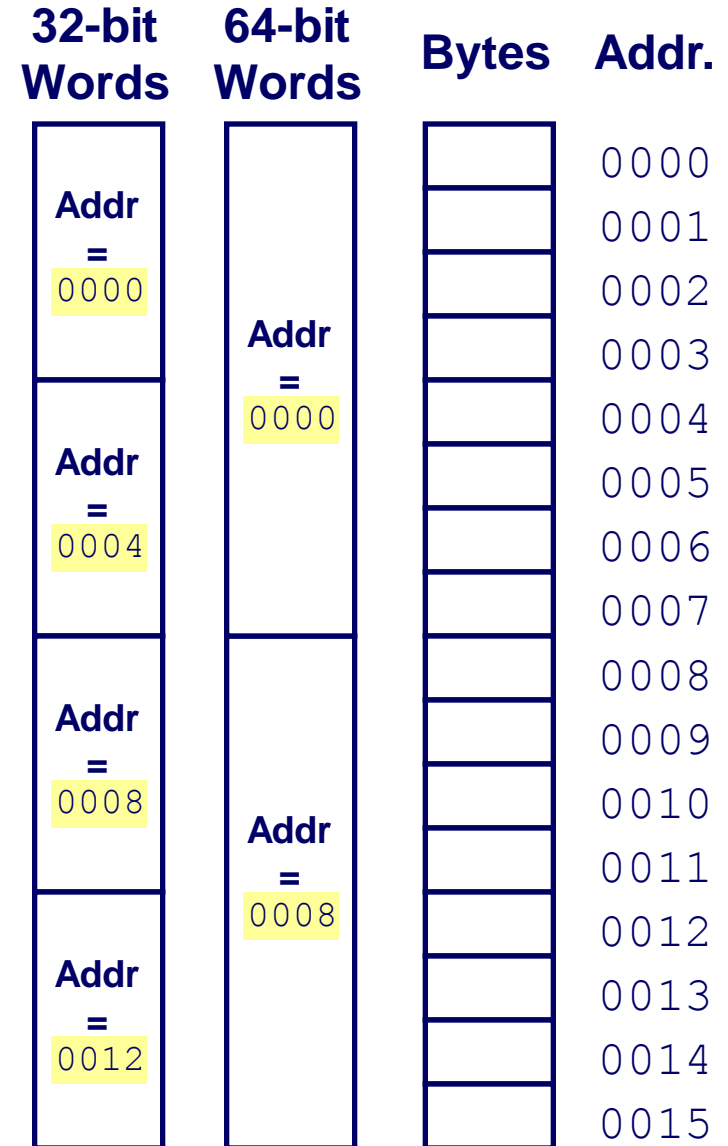 32-bit
Words
64-bit
Words
Bytes
Addr.
Addr
=
0000
Addr
=
0004
Addr
=
0008
Addr
=
0012
Addr
=
0000
Addr
=
0008
0000
0001
0002
0003
0004
0005
0006
0007
0008
0009
0010
0011
0012
0013
0014
0015